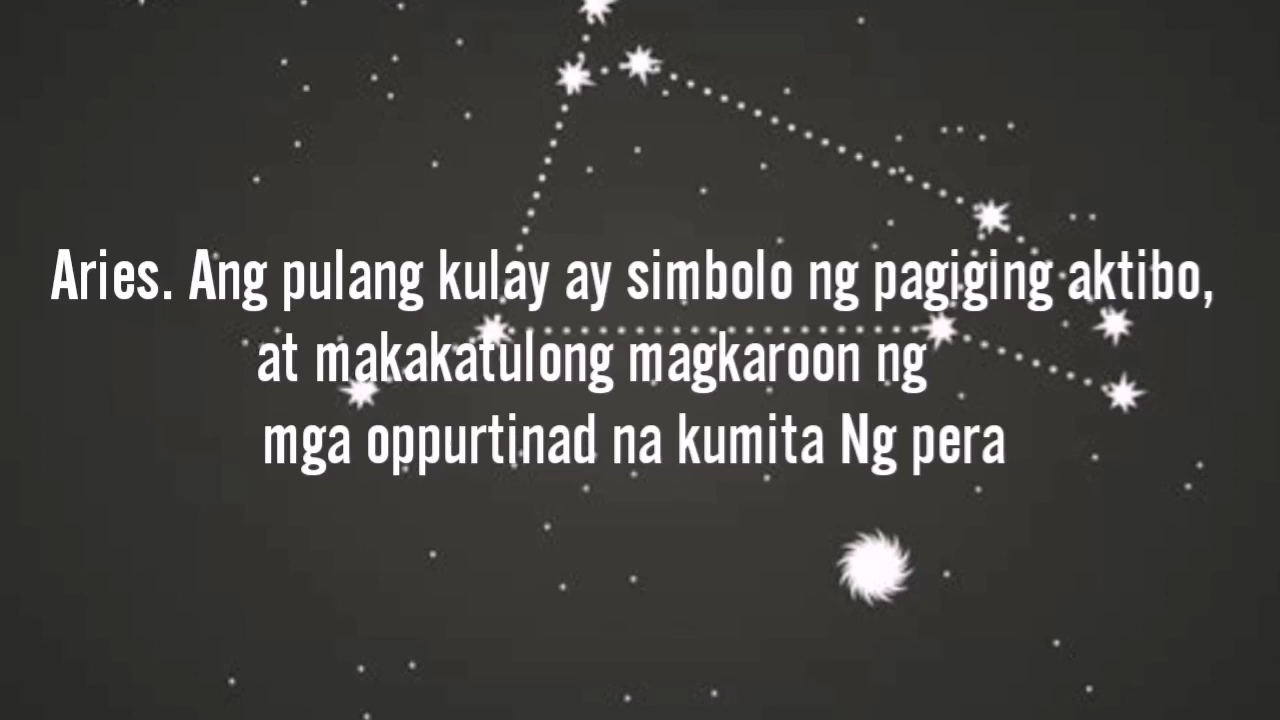 Aries. Ang pulang kulay ay simbolo ng pagiging aktibo,
at makakatulong magkaroon ng
mga oppurtinad na kumita Ng pera